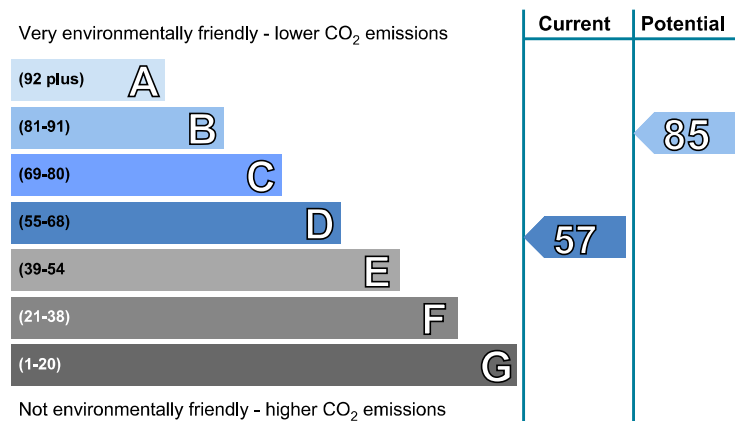 Very environmentally friendly - lower CO₂ emissions
Current
Potential
(92 plus) A
(81-91) B
85
(69-80) C
(55-68) D
57
(39-54 E
(21-38) F
(1-20) G
Not environmentally friendly - higher CO₂ emissions